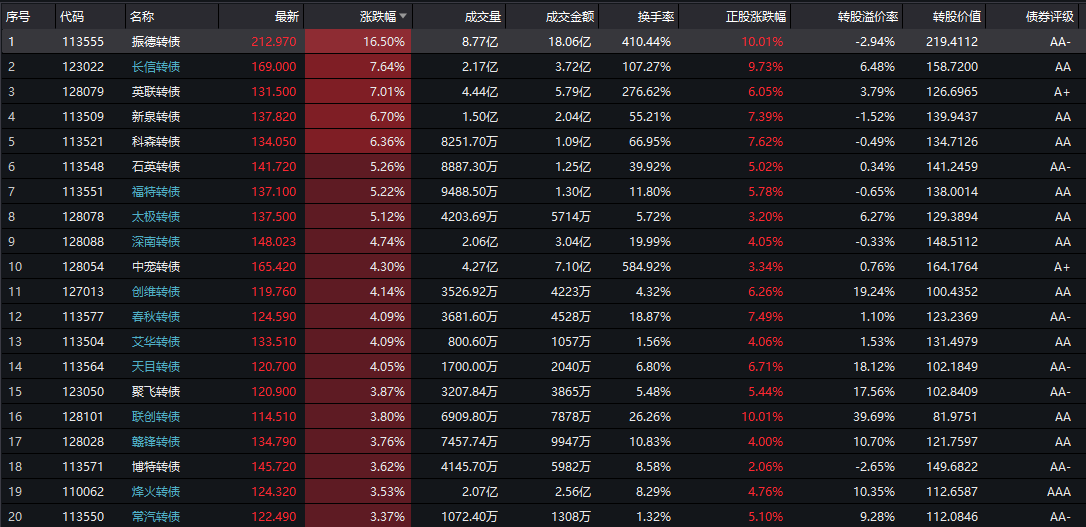 序号 代码 名称 最新 涨跌幅 成交量 成交金额 换手率 正股涨跌幅 转股溢价率 转股价值 债券评级
1 113555 振德转债 212.970 16.50% 8.77亿 18.06亿 410.44% 10.01% -2.94% 219.4112 AA-
2 123022 长信转债 169.000 7.64% 2.17亿 3.72亿 107.27% 9.73% 6.48% 158.7200 AA
3 128079 英联转债 131.500 7.01% 4.44亿 5.79亿 276.62% 6.05% 3.79% 126.6965 A+
4 113509 新泉转债 137.820 6.70% 1.50亿 2.04亿 55.21% 7.39% -1.52% 139.9437 AA
5 113521 科森转债 134.050 6.36% 8251.70万 1.09亿 66.95% 7.62% -0.49% 134.7126 AA
6 113548 石英转债 141.720 5.26% 8887.30万 1.25亿 39.92% 5.02% 0.34% 141.2459 AA-
7 113551 福特转债 137.100 5.22% 9488.50万 1.30亿 11.80% 5.78% -0.65% 138.0014 AA
8 128078 太极转债 137.500 5.12% 4203.69万 5714万 5.72% 3.20% 6.27% 129.3894 AA
9 128088 深南转债 148.023 4.74% 2.06亿 3.04亿 19.99% 4.05% -0.33% 148.5112 AA
10 128054 中宠转债 165.420 4.30% 4.27亿 7.10亿 584.92% 3.34% 0.76% 164.1764 A+
11 127013 创维转债 119.760 4.14% 3526.92万 4223万 4.32% 6.26% 19.24% 100.4352 AA
12 113577 春秋转债 124.590 4.09% 3681.60万 4528万 18.87% 7.49% 1.10% 123.2369 AA-
13 113504 艾华转债 133.510 4.09% 800.60万 1057万 1.56% 4.06% 1.53% 131.4979 AA
14 113564 天目转债 120.700 4.05% 1700.00万 2040万 6.80% 6.71% 18.12% 102.1849 AA-
15 123050 聚飞转债 120.900 3.87% 3207.84万 3865万 5.48% 5.44% 17.56% 102.8409 AA-
16 128101 联创转债 114.510 3.80% 6909.80万 7878万 26.26% 10.01% 39.69% 81.9751 AA
17 128028 赣锋转债 134.790 3.76% 7457.74万 9947万 10.83% 4.00% 10.70% 121.7597 AA
18 113571 博特转债 145.720 3.62% 4145.70万 5982万 8.58% 2.06% -2.65% 149.6822 AA-
19 110062 烽火转债 124.320 3.53% 2.07亿 2.56亿 8.29% 4.76% 10.35% 112.6587 AAA
20 113550 常汽转债 122.490 3.37% 1072.40万 1308万 1.32% 5.10% 9.28% 112.0846 AA-